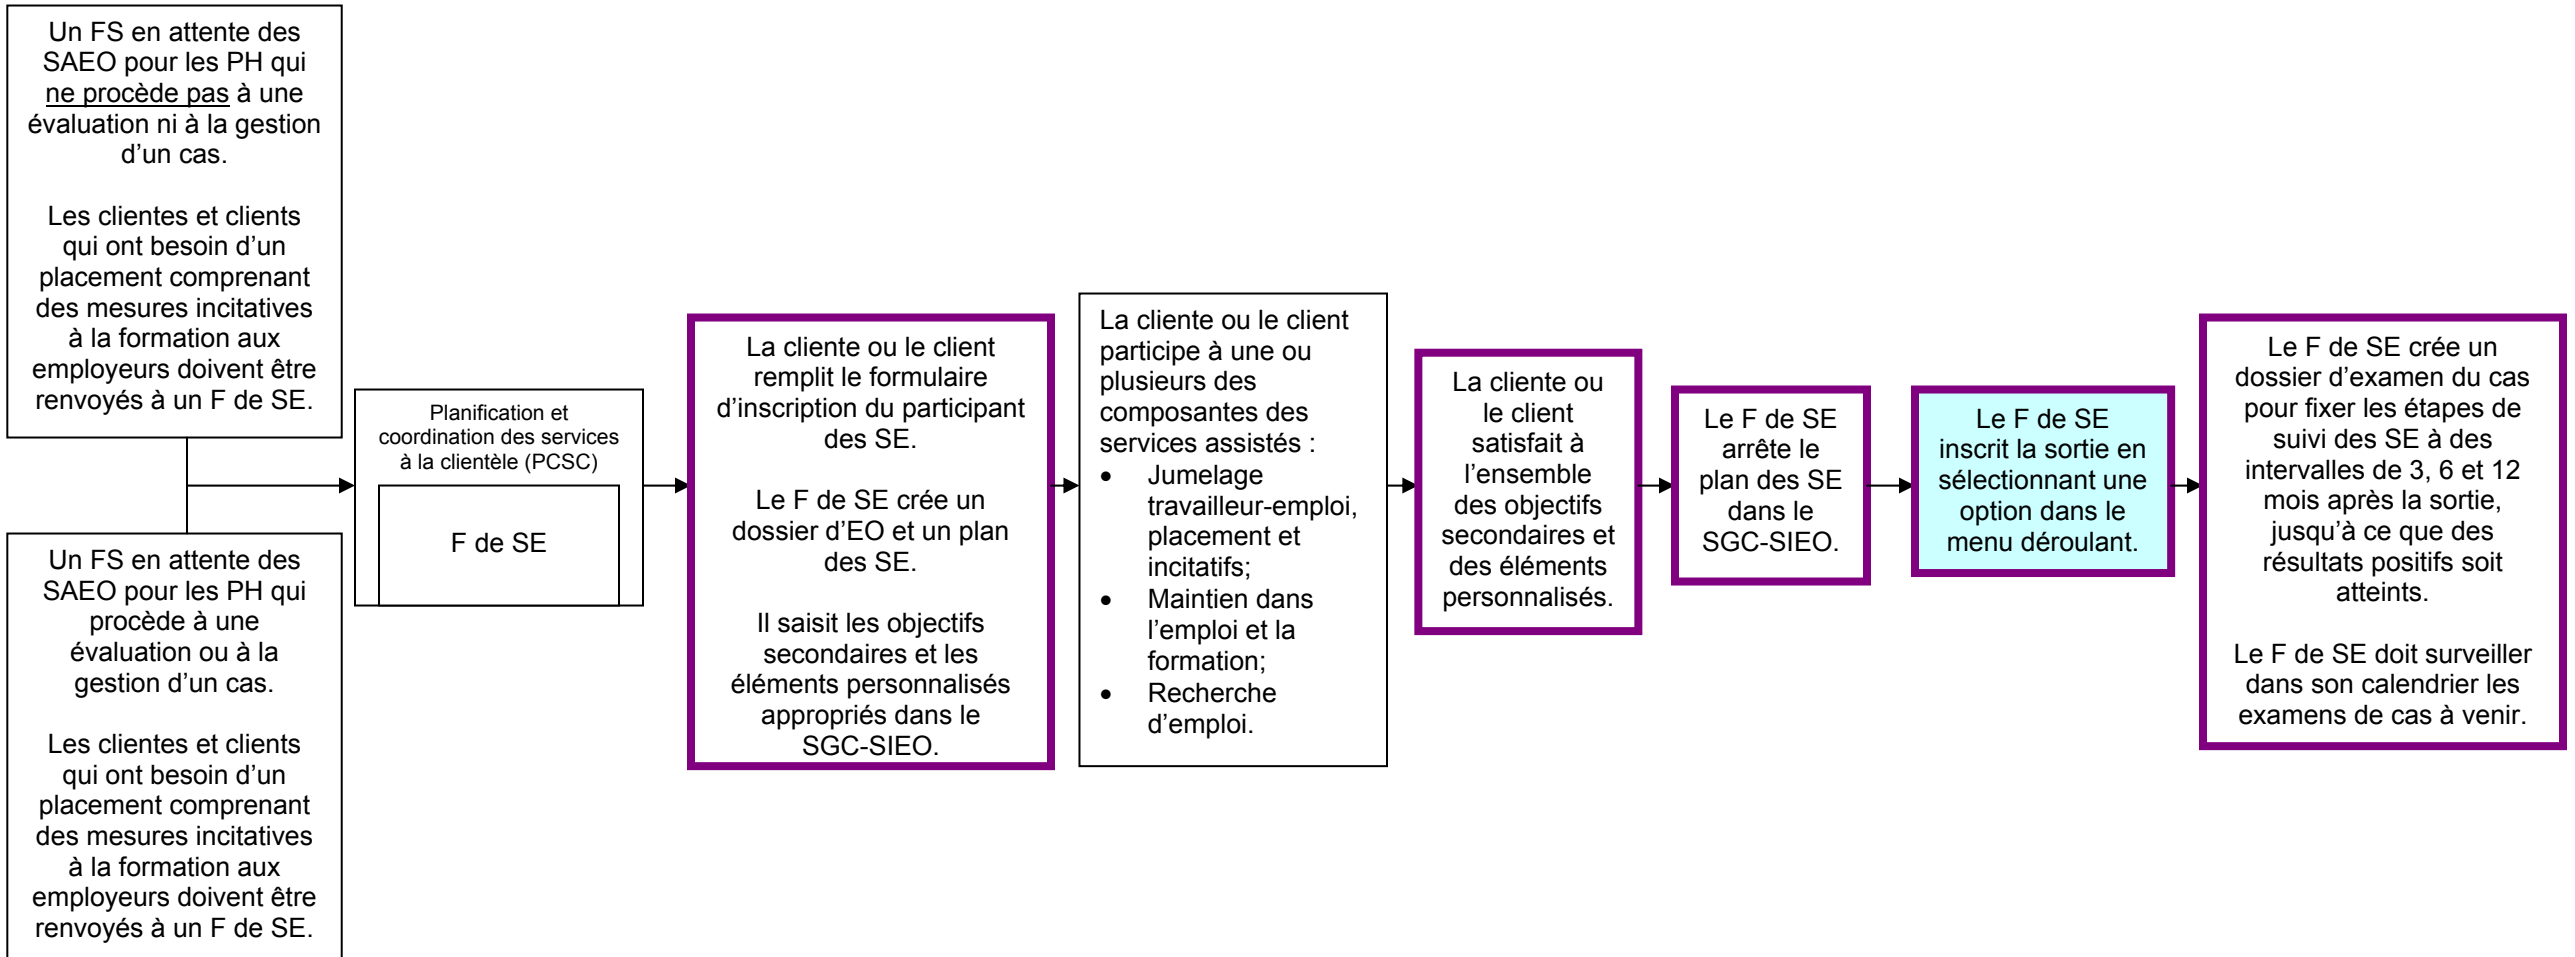 Un FS en attente des
SAEO pour les PH qui
ne procède pas à une
évaluation ni à la gestion
d’un cas.
Les clientes et clients
qui ont besoin d’un
placement comprenant
des mesures incitatives
à la formation aux
employeurs doivent être
renvoyés à un F de SE.
Un FS en attente des
SAEO pour les PH qui
procède à une
évaluation ou à la
gestion d’un cas.
Les clientes et clients
qui ont besoin d’un
placement comprenant
des mesures incitatives
à la formation aux
employeurs doivent être
renvoyés à un F de SE.
Planification et
coordination des services
à la clientèle (PCSC)
F de SE
La cliente ou le client
remplit le formulaire
d’inscription du participant
des SE.
Le F de SE crée un
dossier d’EO et un plan
des SE.
Il saisit les objectifs
secondaires et les
éléments personnalisés
appropriés dans le
SGC-SIEO.
La cliente ou le client
participe à une ou
plusieurs des
composantes des
services assistés :
• Jumelage
travailleur-emploi,
placement et
incitatifs;
• Maintien dans
l’emploi et la
formation;
• Recherche
d’emploi.
La cliente ou
le client
satisfait à
l’ensemble
des objectifs
secondaires et
des éléments
personnalisés.
Le F de SE
arrête le
plan des SE
dans le
SGC-SIEO.
Le F de SE
inscrit la sortie en
sélectionnant une
option dans le
menu déroulant.
Le F de SE crée un
dossier d’examen du cas
pour fixer les étapes de
suivi des SE à des
intervalles de 3, 6 et 12
mois après la sortie,
jusqu’à ce que des
résultats positifs soit
atteints.
Le F de SE doit surveiller
dans son calendrier les
examens de cas à venir.